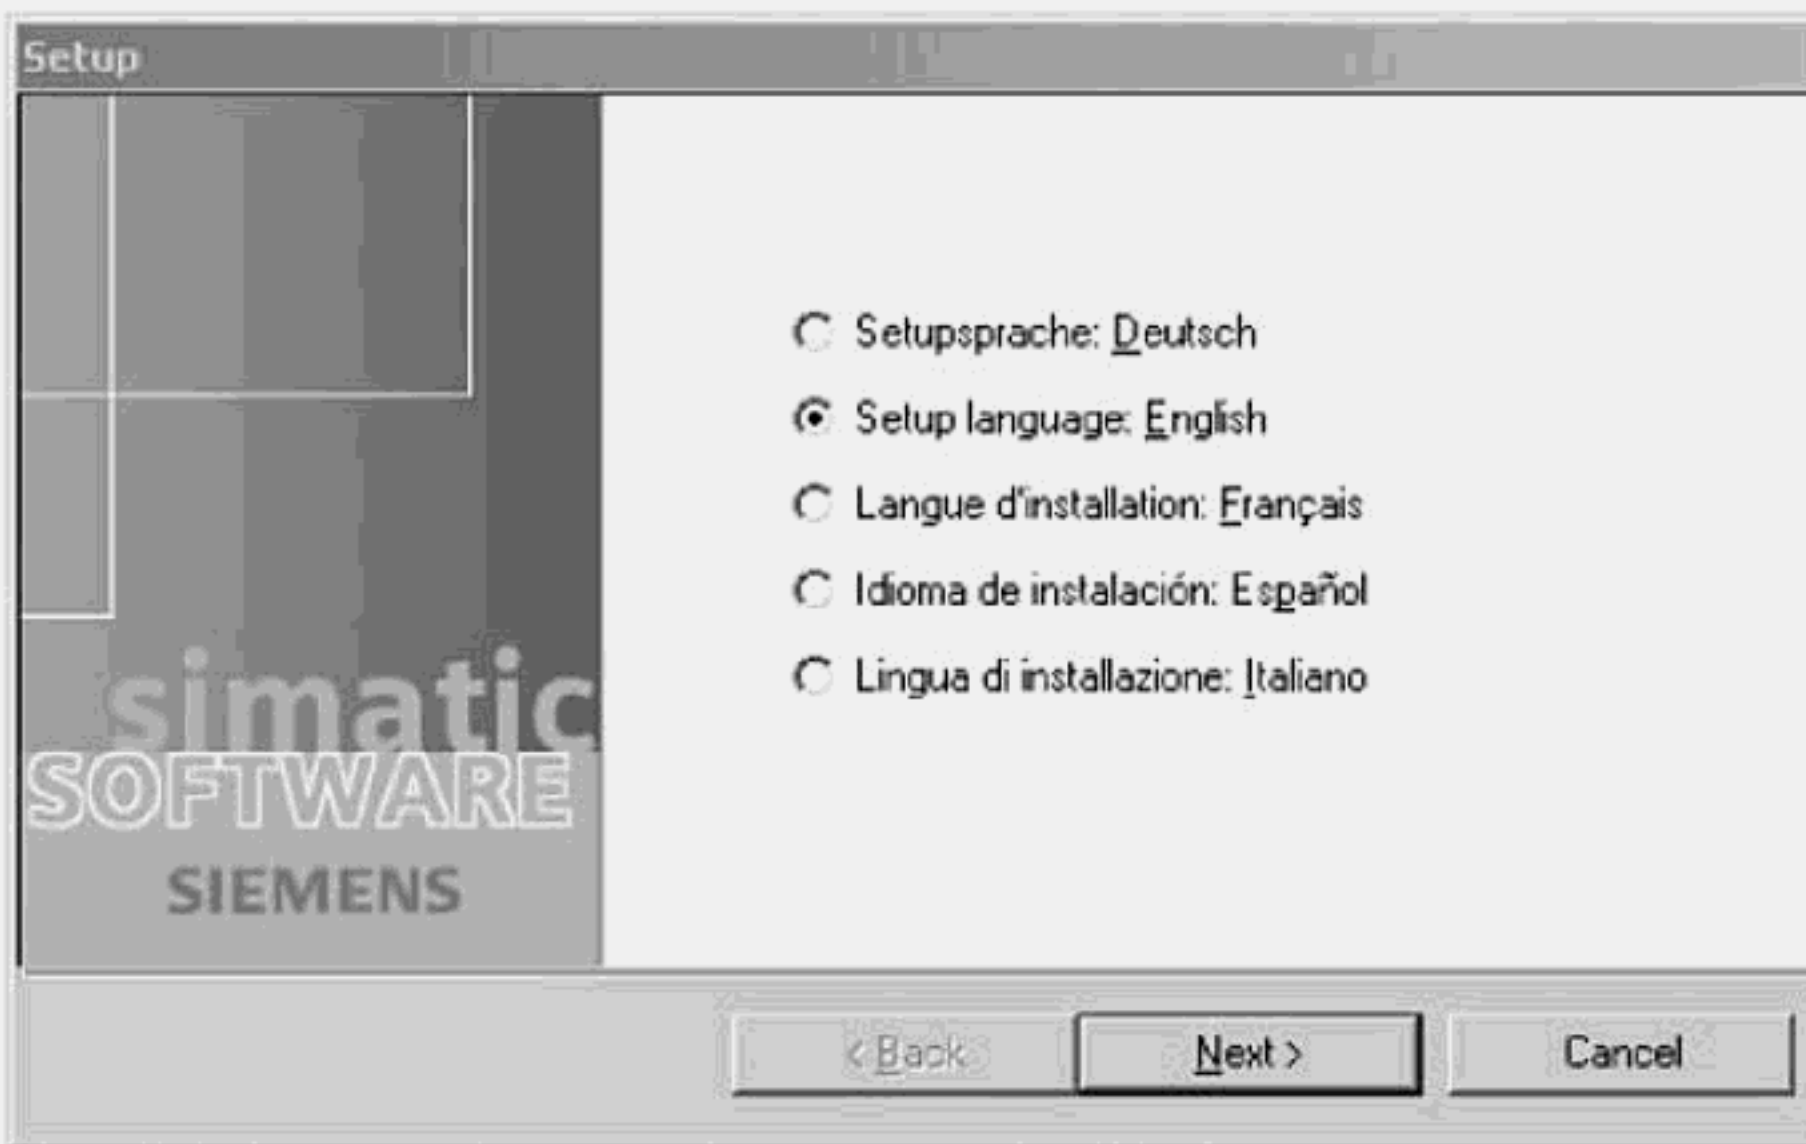 Setup
Setupsprache: Deutsch
Setup language: English
Langue d'installation: Français
Idioma de instalación: Español
Lingua di installazione: Italiano
simatic
SOFTWARE
SIEMENS
< Back
Next >
Cancel